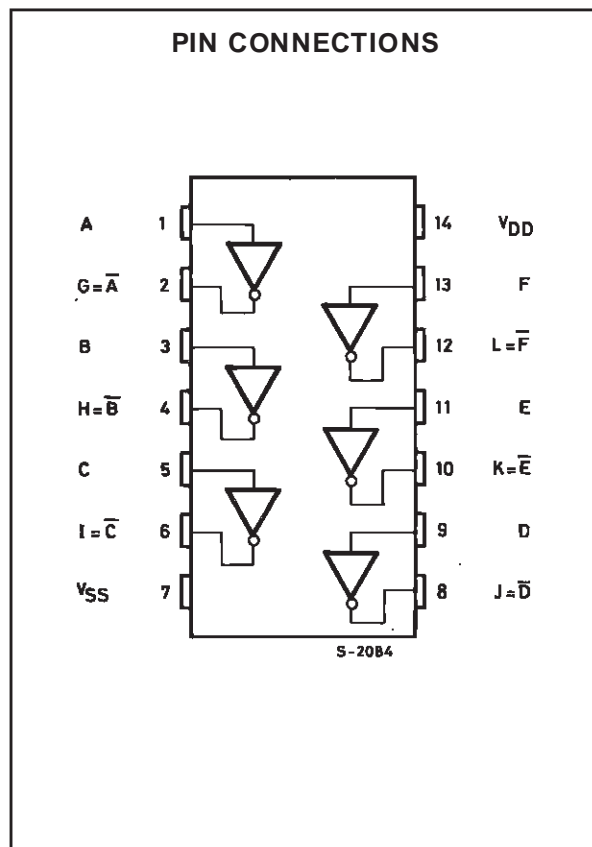 PIN CONNECTIONS
A 1 14 VDD
G=A̅ 2 13 F
B 3 12 L=F̅
H=B̅ 4 11 E
C 5 10 K=E̅
I=C̅ 6 9 D
VSS 7 8 J=D̅
S-2084